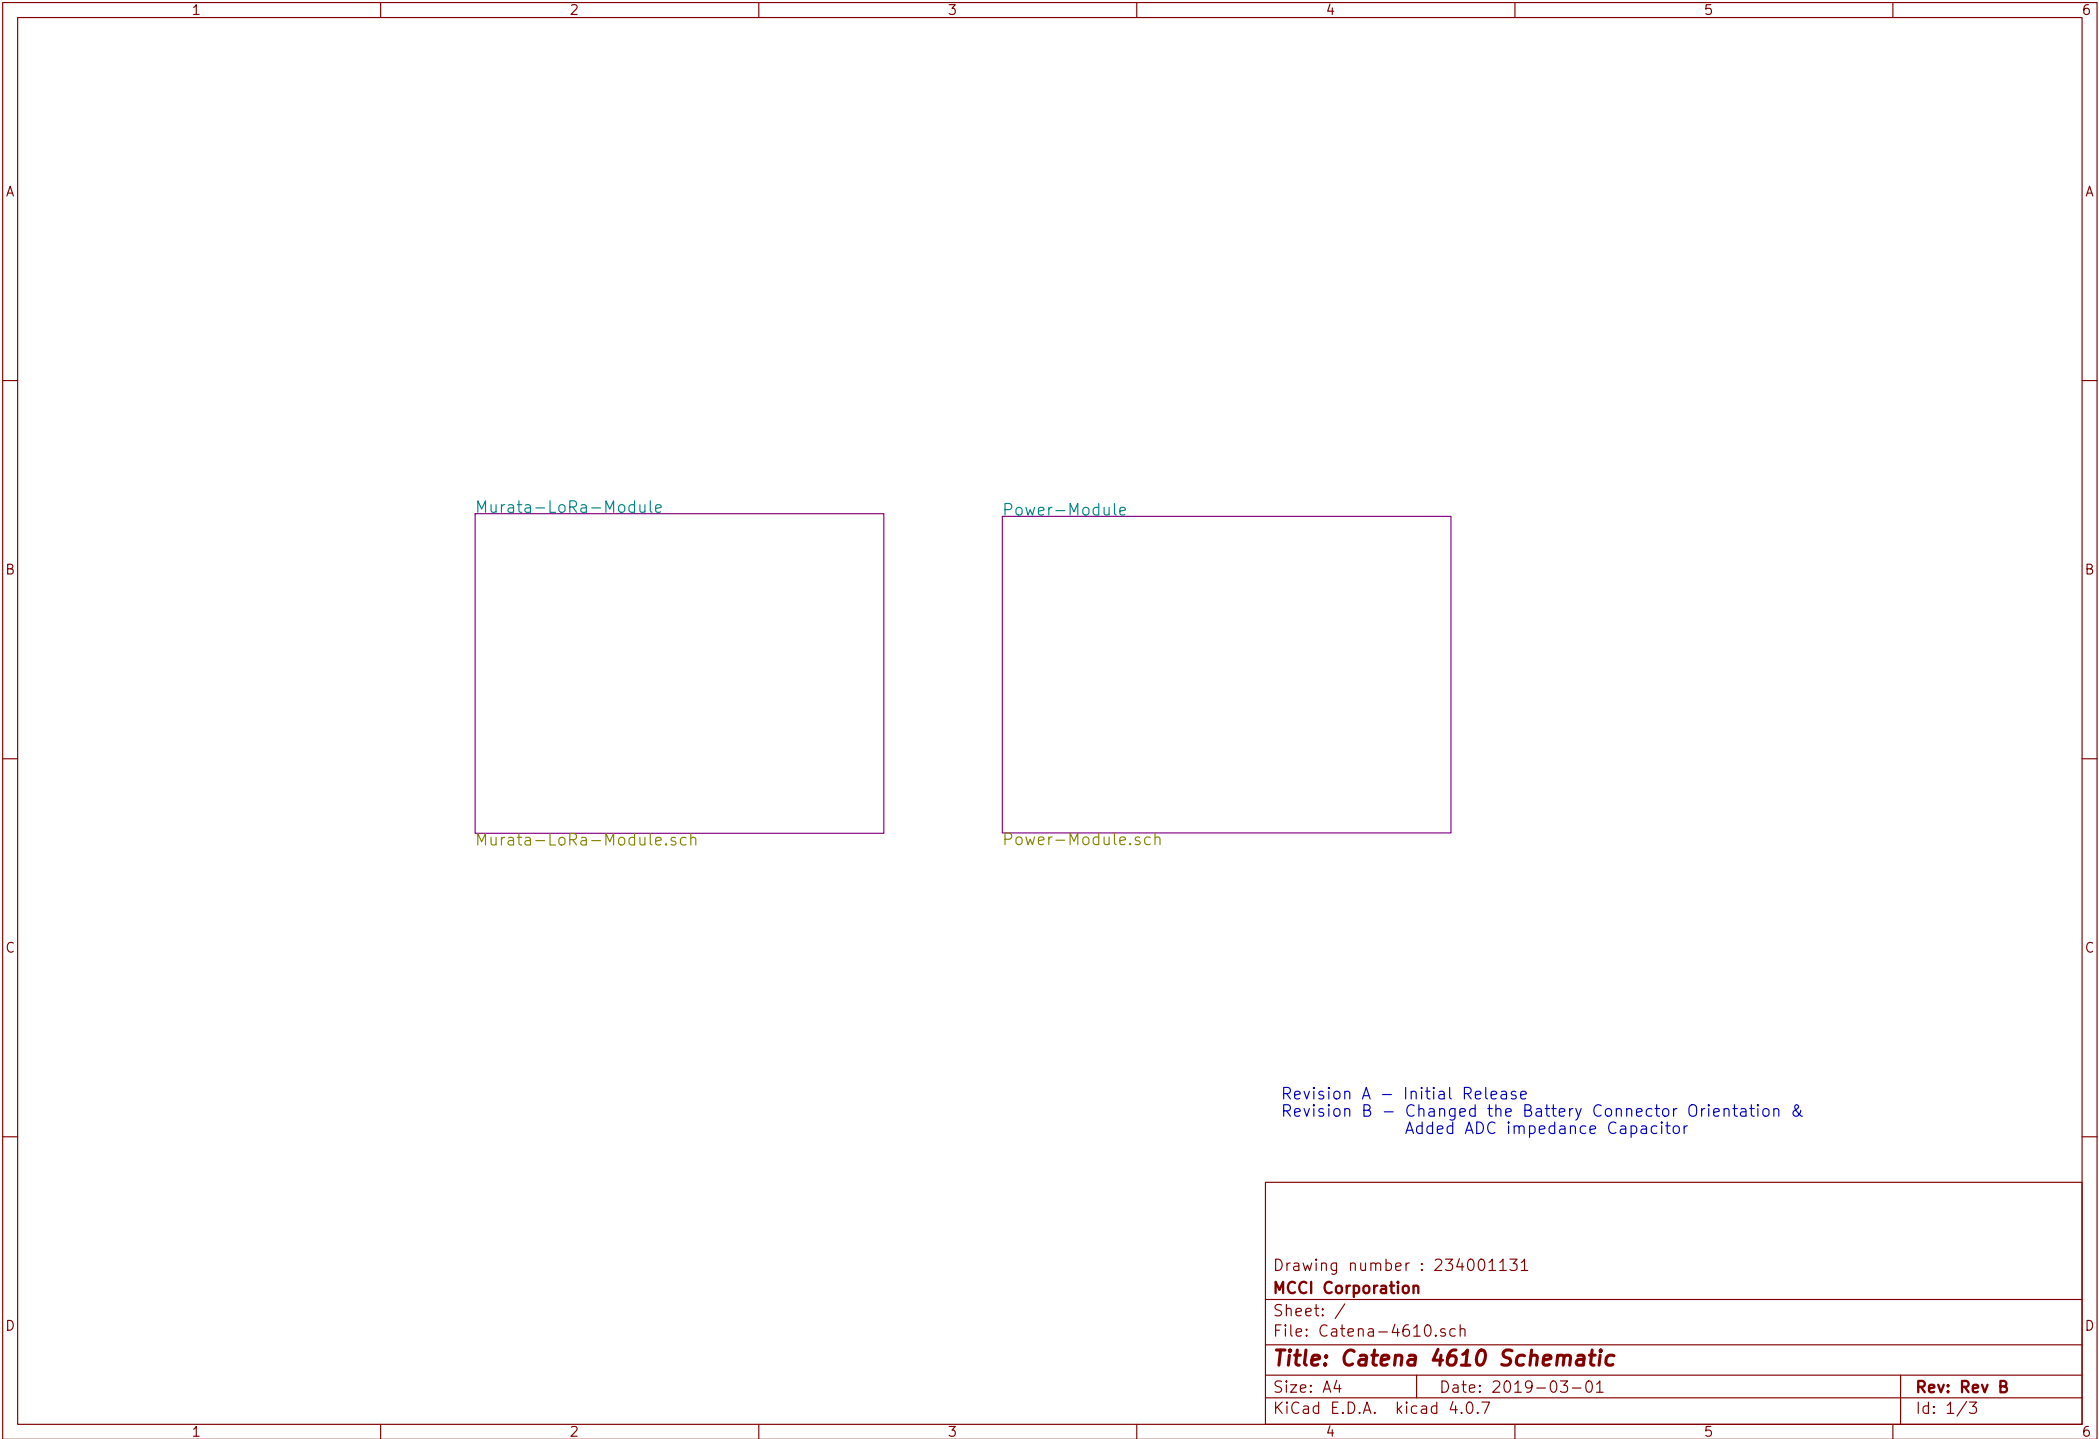 1 2 3 4 5 6
A A
Murata-LoRa-Module
Power-Module
B B
Murata-LoRa-Module.sch
Power-Module.sch
C C
Revision A - Initial Release
Revision B - Changed the Battery Connector Orientation &
Added ADC impedance Capacitor
Drawing number : 234001131
MCCI Corporation
Sheet: /
D D
File: Catena-4610.sch
Title: Catena 4610 Schematic
Size: A4 Date: 2019-03-01 Rev: Rev B
KiCad E.D.A. kicad 4.0.7 Id: 1/3
1 2 3 4 5 6